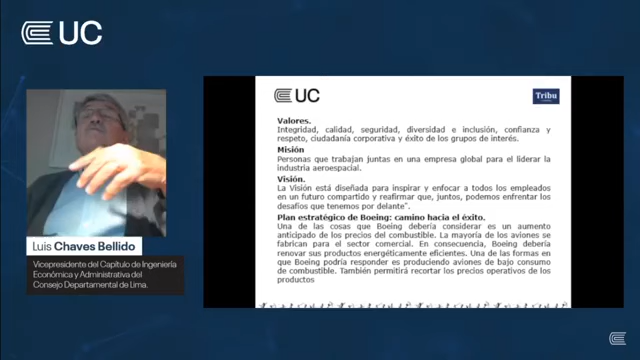 UC
UC
Tribu
Valores.
Integridad, calidad, seguridad, diversidad e inclusión, confianza y
respeto, ciudadanía corporativa y éxito de los grupos de interés.
Misión
Personas que trabajan juntas en una empresa global para el liderar la
industria aeroespacial.
Visión.
La Visión está diseñada para inspirar y enfocar a todos los empleados
en un futuro compartido y reafirmar que, juntos, podemos enfrentar los
desafíos que tenemos por delante".
Plan estratégico de Boeing: camino hacia el éxito.
Una de las cosas que Boeing debería considerar es un aumento
anticipado de los precios del combustible. La mayoría de los aviones se
fabrican para el sector comercial. En consecuencia, Boeing debería
renovar sus productos energéticamente eficientes. Una de las formas en
que Boeing podría responder es produciendo aviones de bajo consumo
de combustible. También permitirá recortar los precios operativos de los
productos
Luis Chaves Bellido
Vicepresidente del Capítulo de Ingeniería
Económica y Administrativa del
Consejo Departamental de Lima.